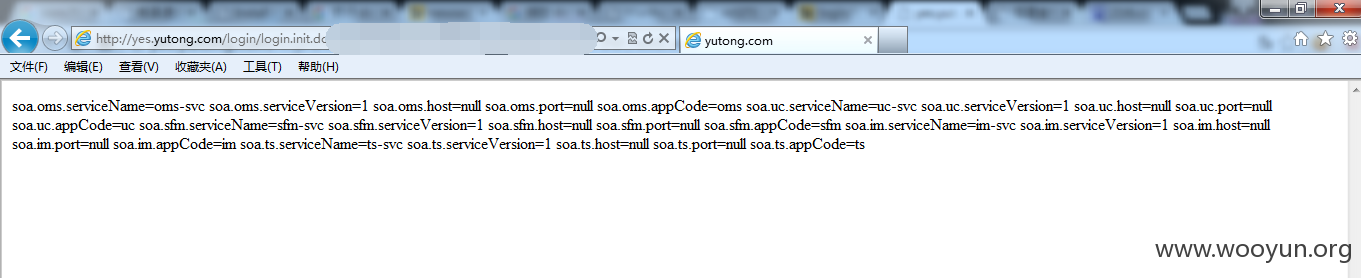 http://yes.yutong.com/login/login.init.do
yutong.com
文件(F) 编辑(E) 查看(V) 收藏夹(A) 工具(T) 帮助(H)
soa.oms.serviceName=oms-svc soa.oms.serviceVersion=1 soa.oms.host=null soa.oms.port=null soa.oms.appCode=oms soa.uc.serviceName=uc-svc soa.uc.serviceVersion=1 soa.uc.host=null soa.uc.port=null
soa.uc.appCode=uc soa.sfm.serviceName=sfm-svc soa.sfm.serviceVersion=1 soa.sfm.host=null soa.sfm.port=null soa.sfm.appCode=sfm soa.im.serviceName=im-svc soa.im.serviceVersion=1 soa.im.host=null
soa.im.port=null soa.im.appCode=im soa.ts.serviceName=ts-svc soa.ts.serviceVersion=1 soa.ts.host=null soa.ts.port=null soa.ts.appCode=ts
www.wooyun.org